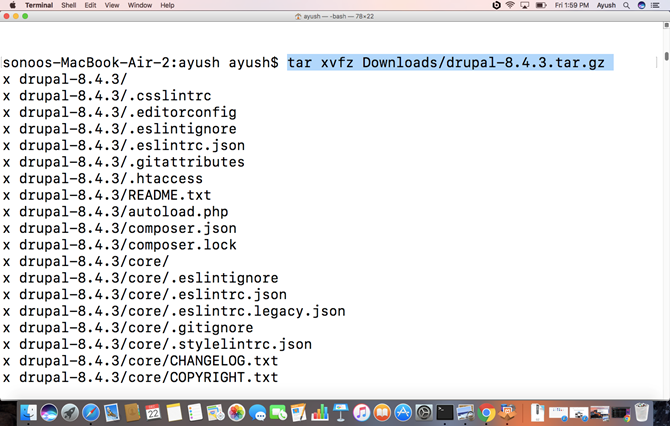 Terminal Shell Edit View Window Help Fri 1:59 PM Ayush
ayush — -bash — 78×22
sonoos-MacBook-Air-2:ayush ayush$ tar xvfz Downloads/drupal-8.4.3.tar.gz
x drupal-8.4.3/
x drupal-8.4.3/.csslintrc
x drupal-8.4.3/.editorconfig
x drupal-8.4.3/.eslintignore
x drupal-8.4.3/.eslintrc.json
x drupal-8.4.3/.gitattributes
x drupal-8.4.3/.htaccess
x drupal-8.4.3/README.txt
x drupal-8.4.3/autoload.php
x drupal-8.4.3/composer.json
x drupal-8.4.3/composer.lock
x drupal-8.4.3/core/
x drupal-8.4.3/core/.eslintignore
x drupal-8.4.3/core/.eslintrc.json
x drupal-8.4.3/core/.eslintrc.legacy.json
x drupal-8.4.3/core/.gitignore
x drupal-8.4.3/core/.stylelintrc.json
x drupal-8.4.3/core/CHANGELOG.txt
x drupal-8.4.3/core/COPYRIGHT.txt
22